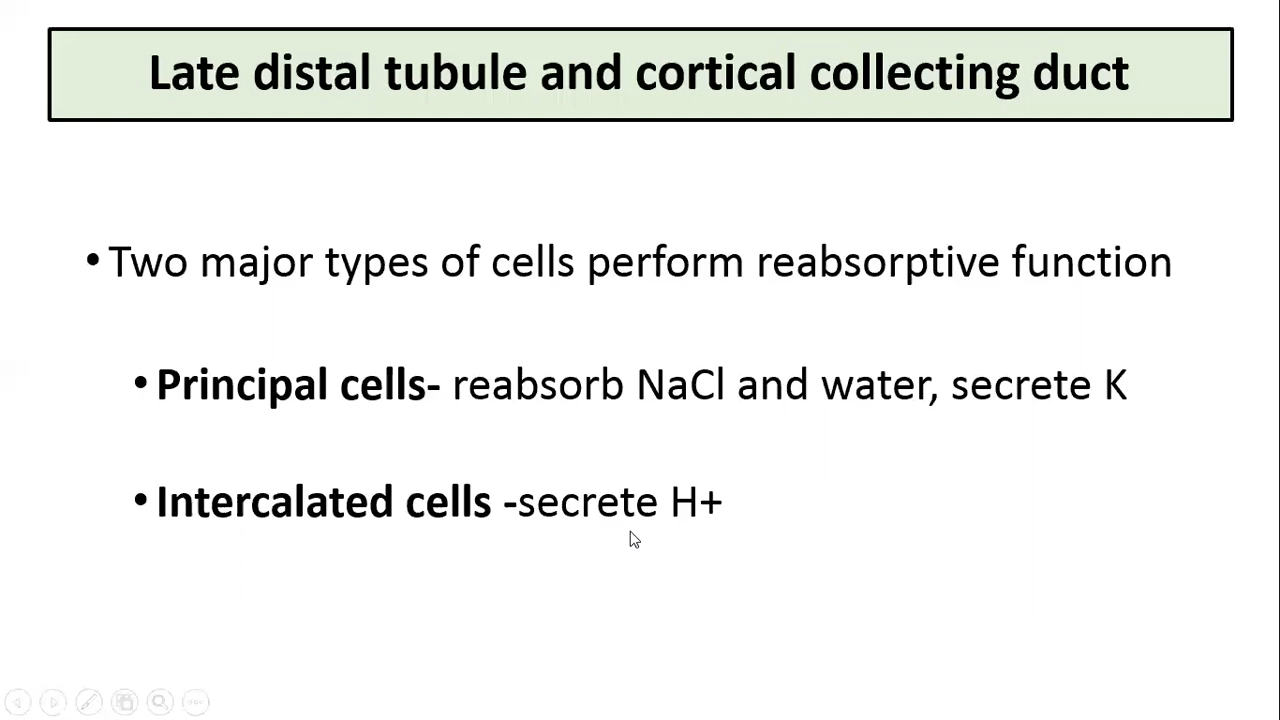 Late distal tubule and cortical collecting duct
•Two major types of cells perform reabsorptive function
•Principal cells- reabsorb NaCl and water, secrete K
•Intercalated cells -secrete H+